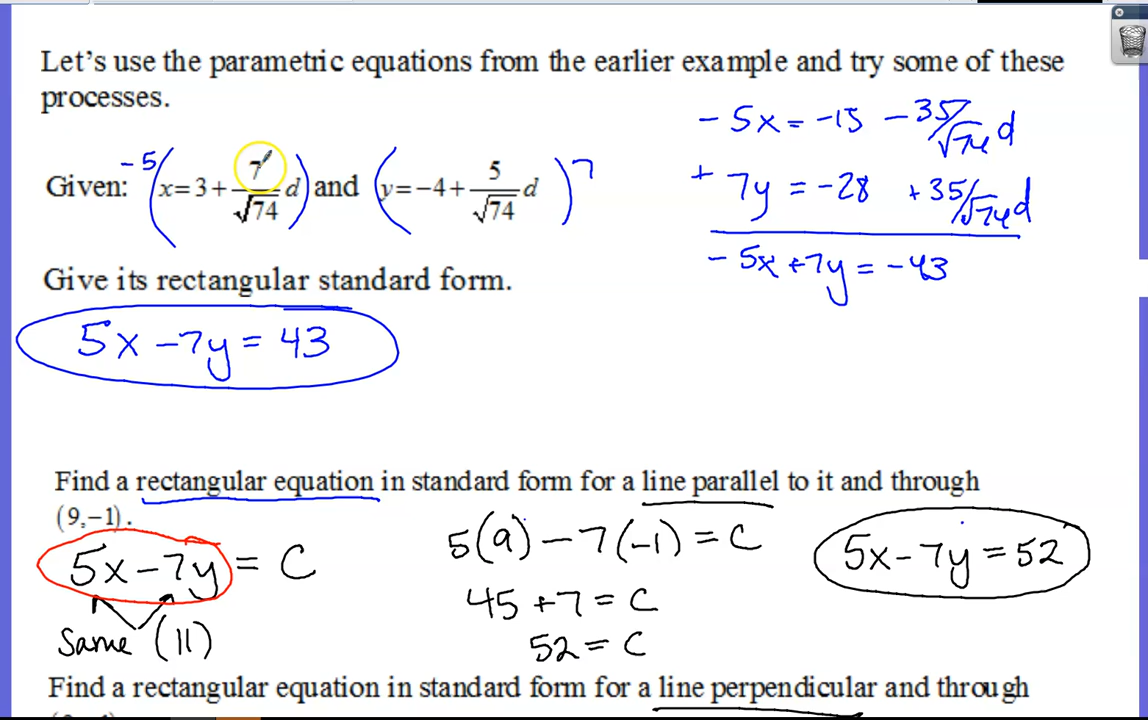 Let's use the parametric equations from the earlier example and try some of these
processes.
Given: -5(x=3+7/√74 d) and (y=-4+5/√74 d)7
-5x = -15 -35/√74 d
+ 7y = -28 +35/√74 d
-5x+7y = -43
Give its rectangular standard form.
5x -7y = 43
Find a rectangular equation in standard form for a line parallel to it and through
(9,-1).
5x-7y = C
Same (11)
5(9) - 7(-1) = C
45 +7 = C
52 = C
5x-7y = 52
Find a rectangular equation in standard form for a line perpendicular and through